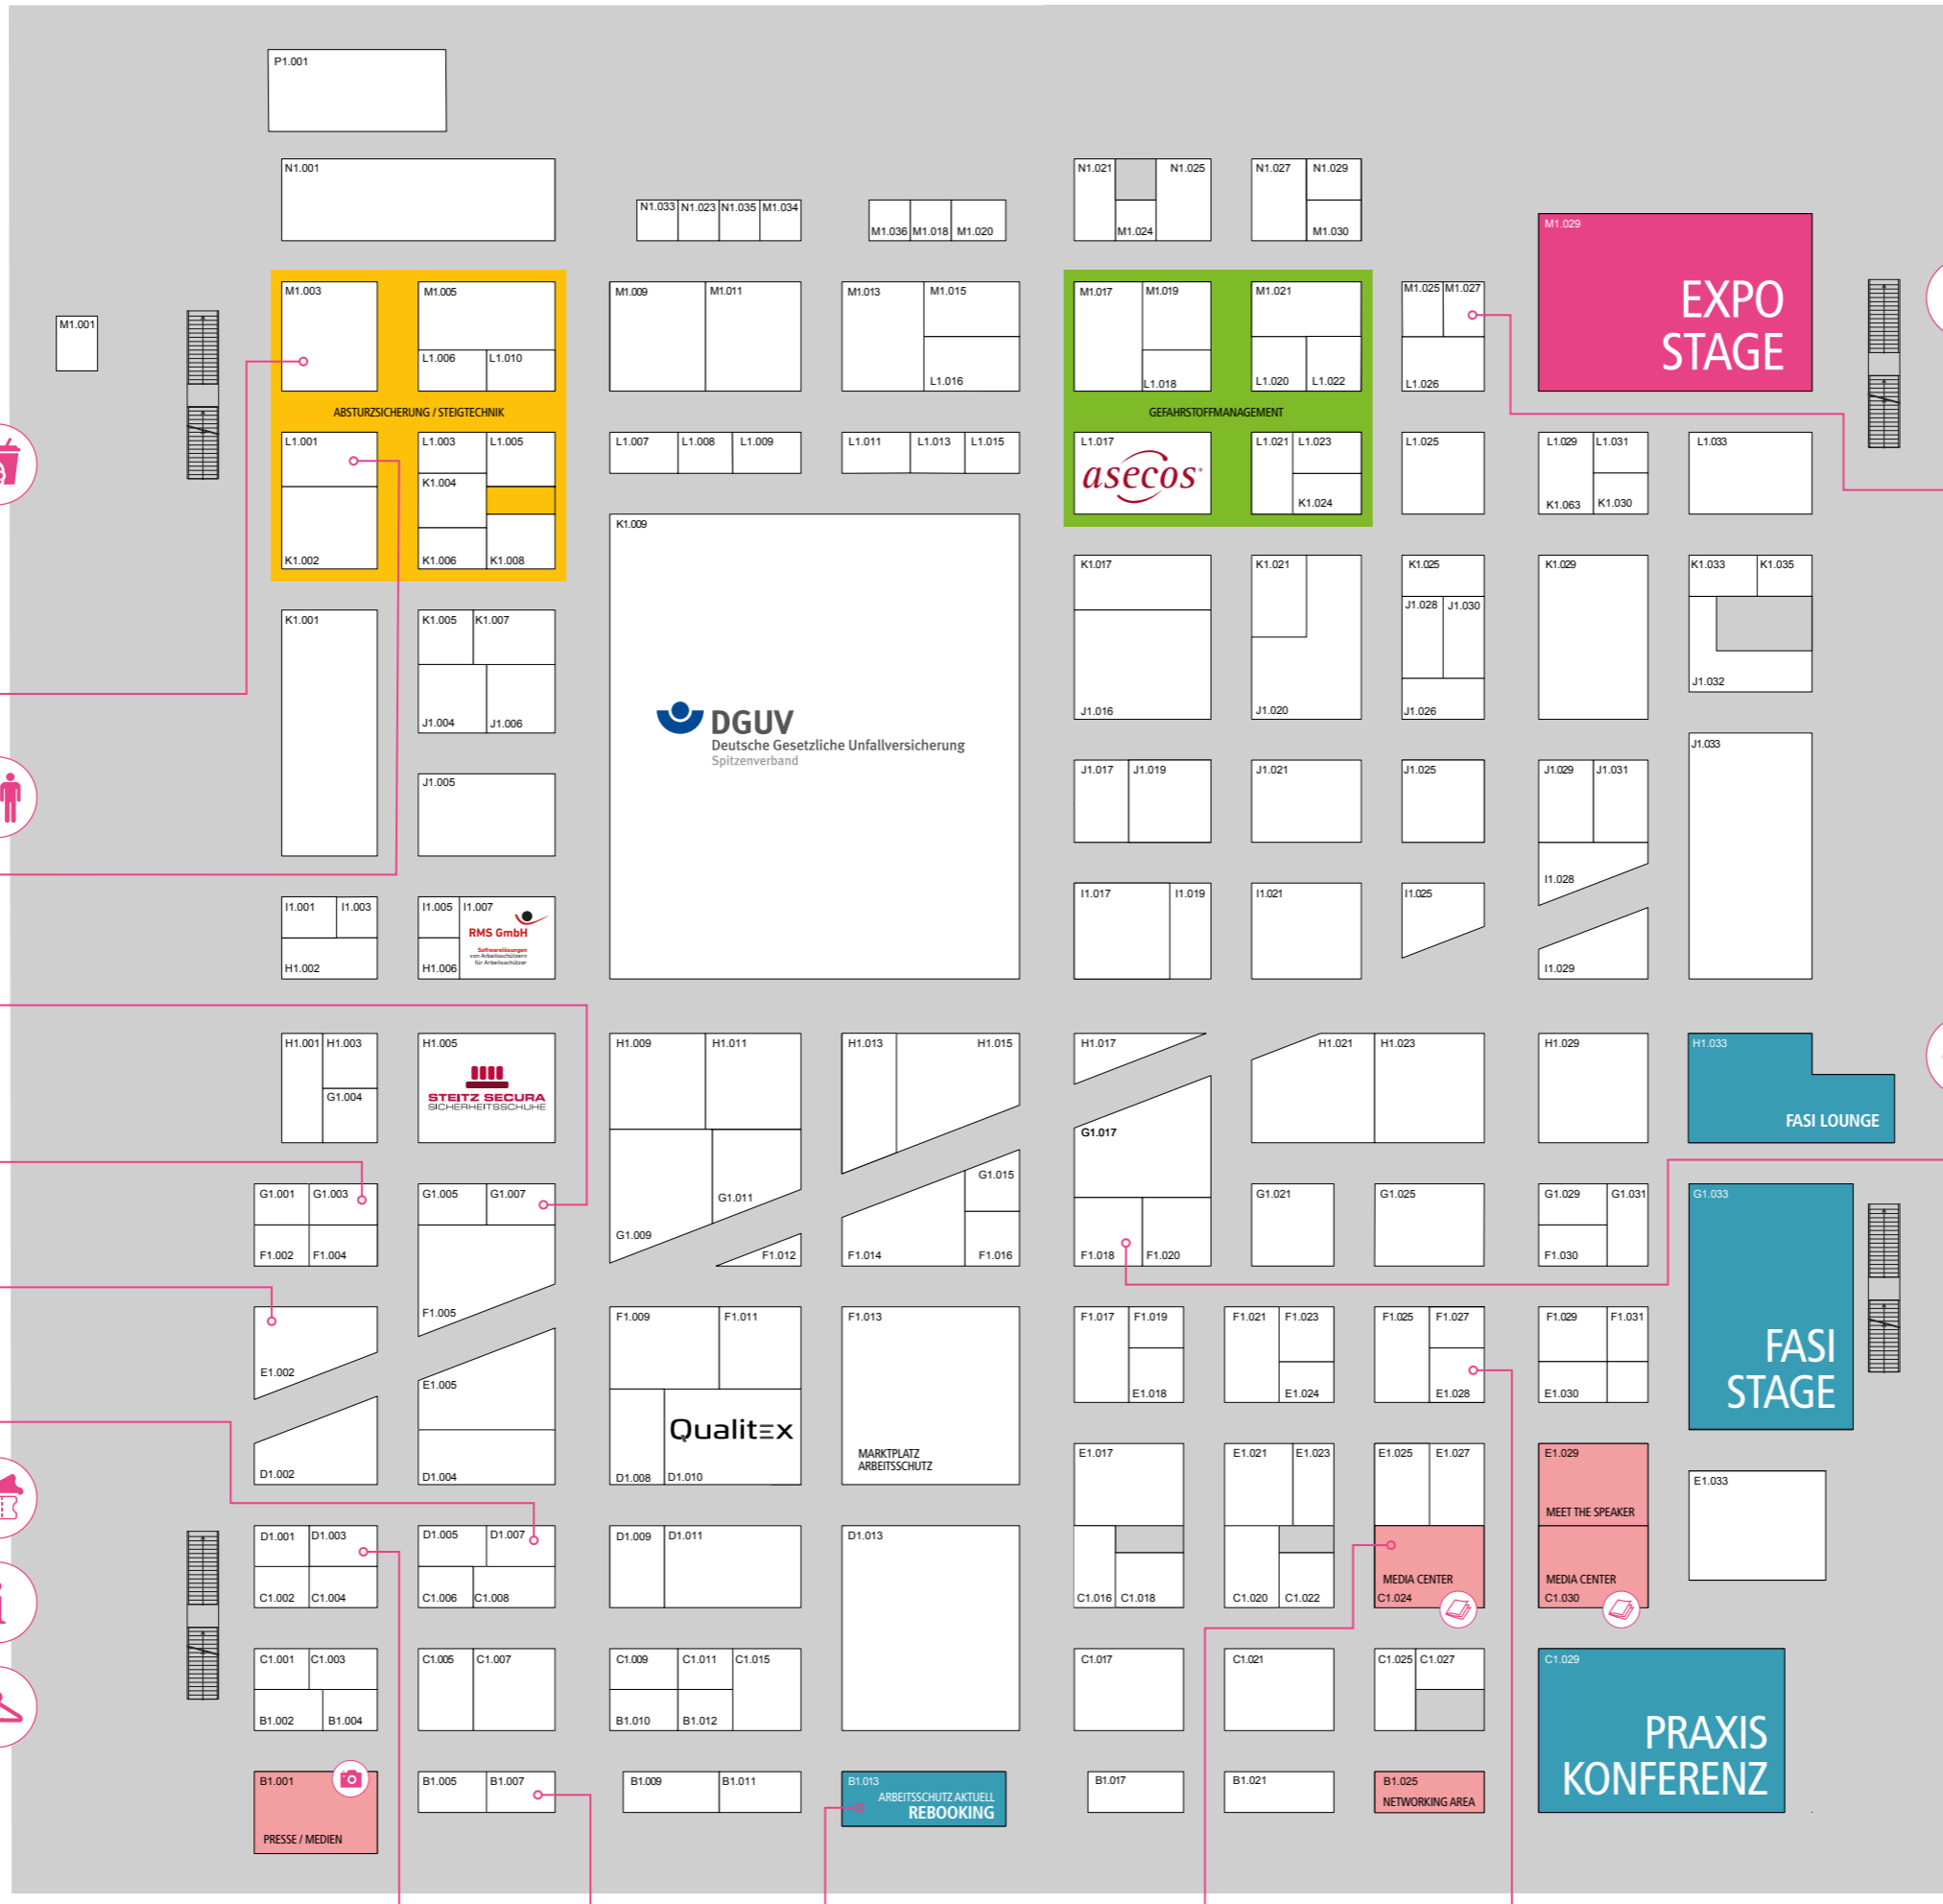 P1.001
N1.001
N1.033 N1.023 N1.035 M1.034
M1.036 M1.018 M1.020
N1.021 N1.025
M1.024
N1.027 N1.029
M1.030
M1.029
EXPO
STAGE
M1.001
M1.003
M1.005
L1.006 L1.010
ABSTURZSICHERUNG / STEIGTECHNIK
L1.001
K1.002
L1.003 L1.005
K1.004
K1.006 K1.008
M1.009 M1.011
M1.013 M1.015
L1.016
M1.017 M1.019
L1.018
M1.021
L1.020 L1.022
GEFAHRSTOFFMANAGEMENT
M1.025 M1.027
L1.026
L1.007 L1.008 L1.009
L1.011 L1.013 L1.015
L1.017
asecos®
L1.021 L1.023
K1.024
L1.025
L1.029 L1.031
K1.063 K1.030
L1.033
K1.009
DGUV
Deutsche Gesetzliche Unfallversicherung
Spitzenverband
K1.017
J1.016
K1.021
J1.020
K1.025
J1.028 J1.030
J1.026
K1.029
K1.033 K1.035
J1.032
K1.001
K1.005 K1.007
J1.004 J1.006
J1.005
J1.017 J1.019
J1.021
J1.025
J1.029 J1.031
I1.028
J1.033
I1.001 I1.003
H1.002
I1.005 I1.007
H1.006
RMS GmbH
Softwarelösungen
von Arbeitsschützern
für Arbeitsschützer
I1.017 I1.019
I1.021
I1.025
I1.029
H1.001 H1.003
G1.004
H1.005
STEITZ SECURA
SICHERHEITSSCHUHE
H1.009 H1.011
G1.011
G1.009
F1.012
H1.013 H1.015
G1.015
F1.014 F1.016
H1.017
G1.017
F1.018 F1.020
H1.021 H1.023
H1.029
H1.033
FASI LOUNGE
G1.001 G1.003
F1.002 F1.004
G1.005 G1.007
F1.005
G1.021
G1.025
G1.029 G1.031
F1.030
G1.033
FASI
STAGE
E1.002
D1.002
E1.005
D1.004
F1.009 F1.011
D1.008 D1.010
Qualitex
F1.013
MARKTPLATZ
ARBEITSSCHUTZ
F1.017 F1.019
E1.018
F1.021 F1.023
E1.024
F1.025 F1.027
E1.028
F1.029 F1.031
E1.030
E1.017
C1.016 C1.018
E1.021 E1.023
C1.020 C1.022
E1.025 E1.027
MEDIA CENTER
C1.024
E1.029
MEET THE SPEAKER
MEDIA CENTER
C1.030
E1.033
D1.001 D1.003
C1.002 C1.004
D1.005 D1.007
C1.006 C1.008
D1.009 D1.011
D1.013
C1.001 C1.003
B1.002 B1.004
C1.005 C1.007
C1.009 C1.011 C1.015
B1.010 B1.012
C1.017
C1.021
C1.025 C1.027
C1.029
PRAXIS
KONFERENZ
B1.001
PRESSE / MEDIEN
B1.005 B1.007
B1.009 B1.011
B1.013
ARBEITSSCHUTZ AKTUELL
REBOOKING
B1.017
B1.021
B1.025
NETWORKING AREA